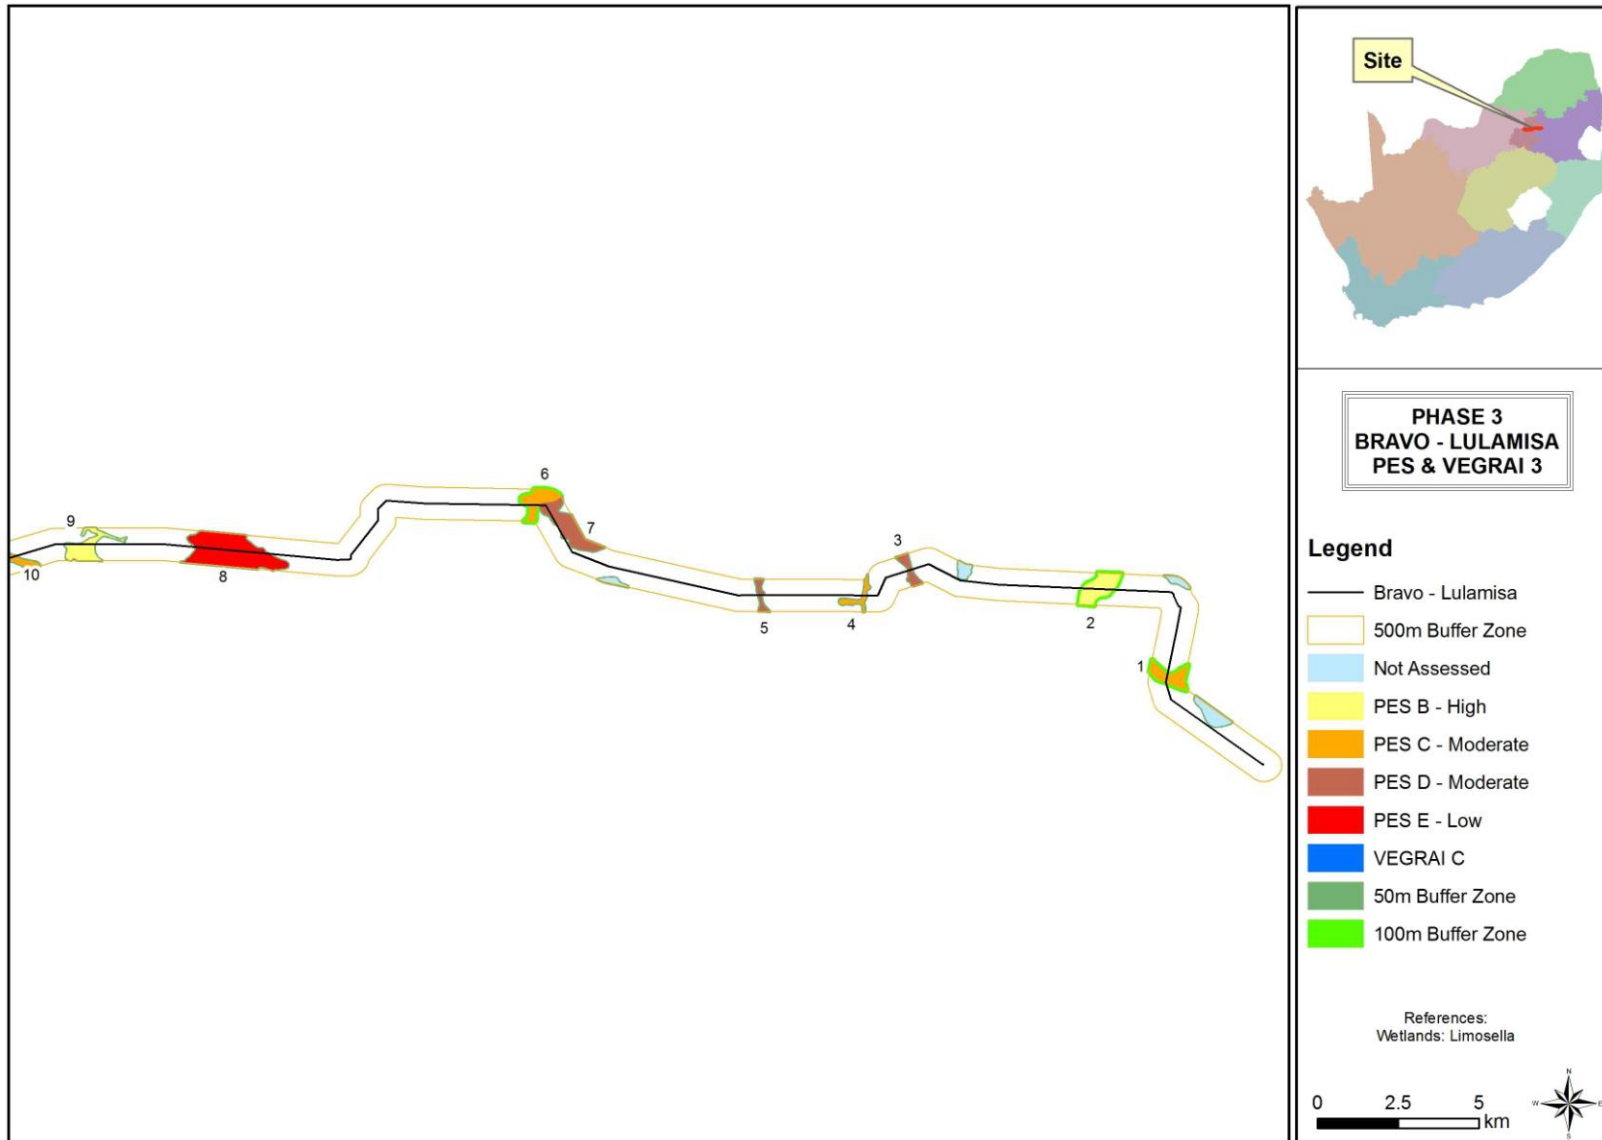 Site
PHASE 3
BRAVO - LULAMISA
PES & VEGRAI 3
6
9
7
3
10
8
5
4
2
1
Legend
Bravo - Lulamisa
500m Buffer Zone
Not Assessed
PES B - High
PES C - Moderate
PES D - Moderate
PES E - Low
VEGRAI C
50m Buffer Zone
100m Buffer Zone
References:
Wetlands: Limosella
0 2.5 5
km
N
W E
S